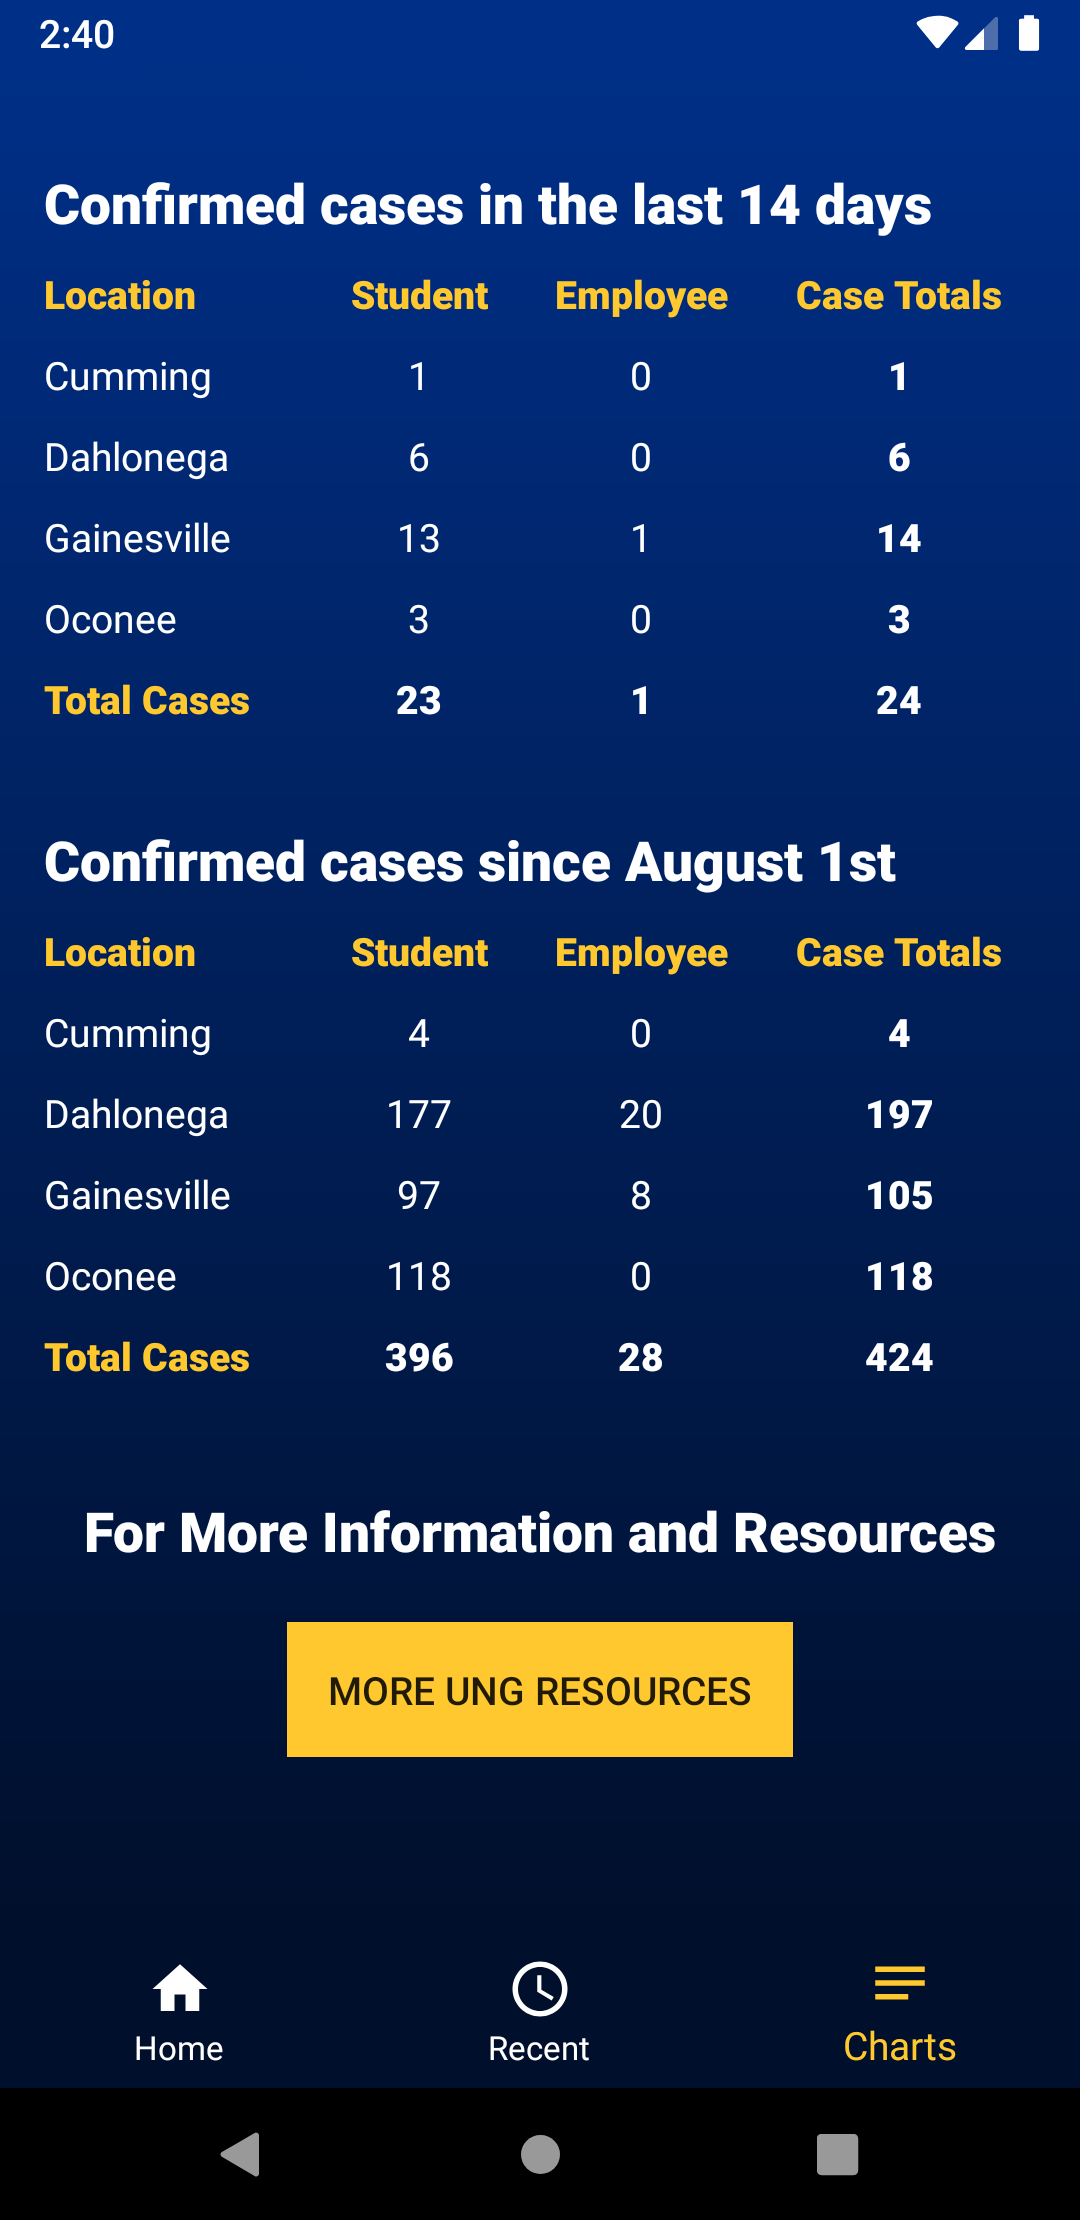 2:40
Confirmed cases in the last 14 days
Location Student Employee Case Totals
Cumming 1 0 1
Dahlonega 6 0 6
Gainesville 13 1 14
Oconee 3 0 3
Total Cases 23 1 24
Confirmed cases since August 1st
Location Student Employee Case Totals
Cumming 4 0 4
Dahlonega 177 20 197
Gainesville 97 8 105
Oconee 118 0 118
Total Cases 396 28 424
For More Information and Resources
MORE UNG RESOURCES
Home Recent Charts